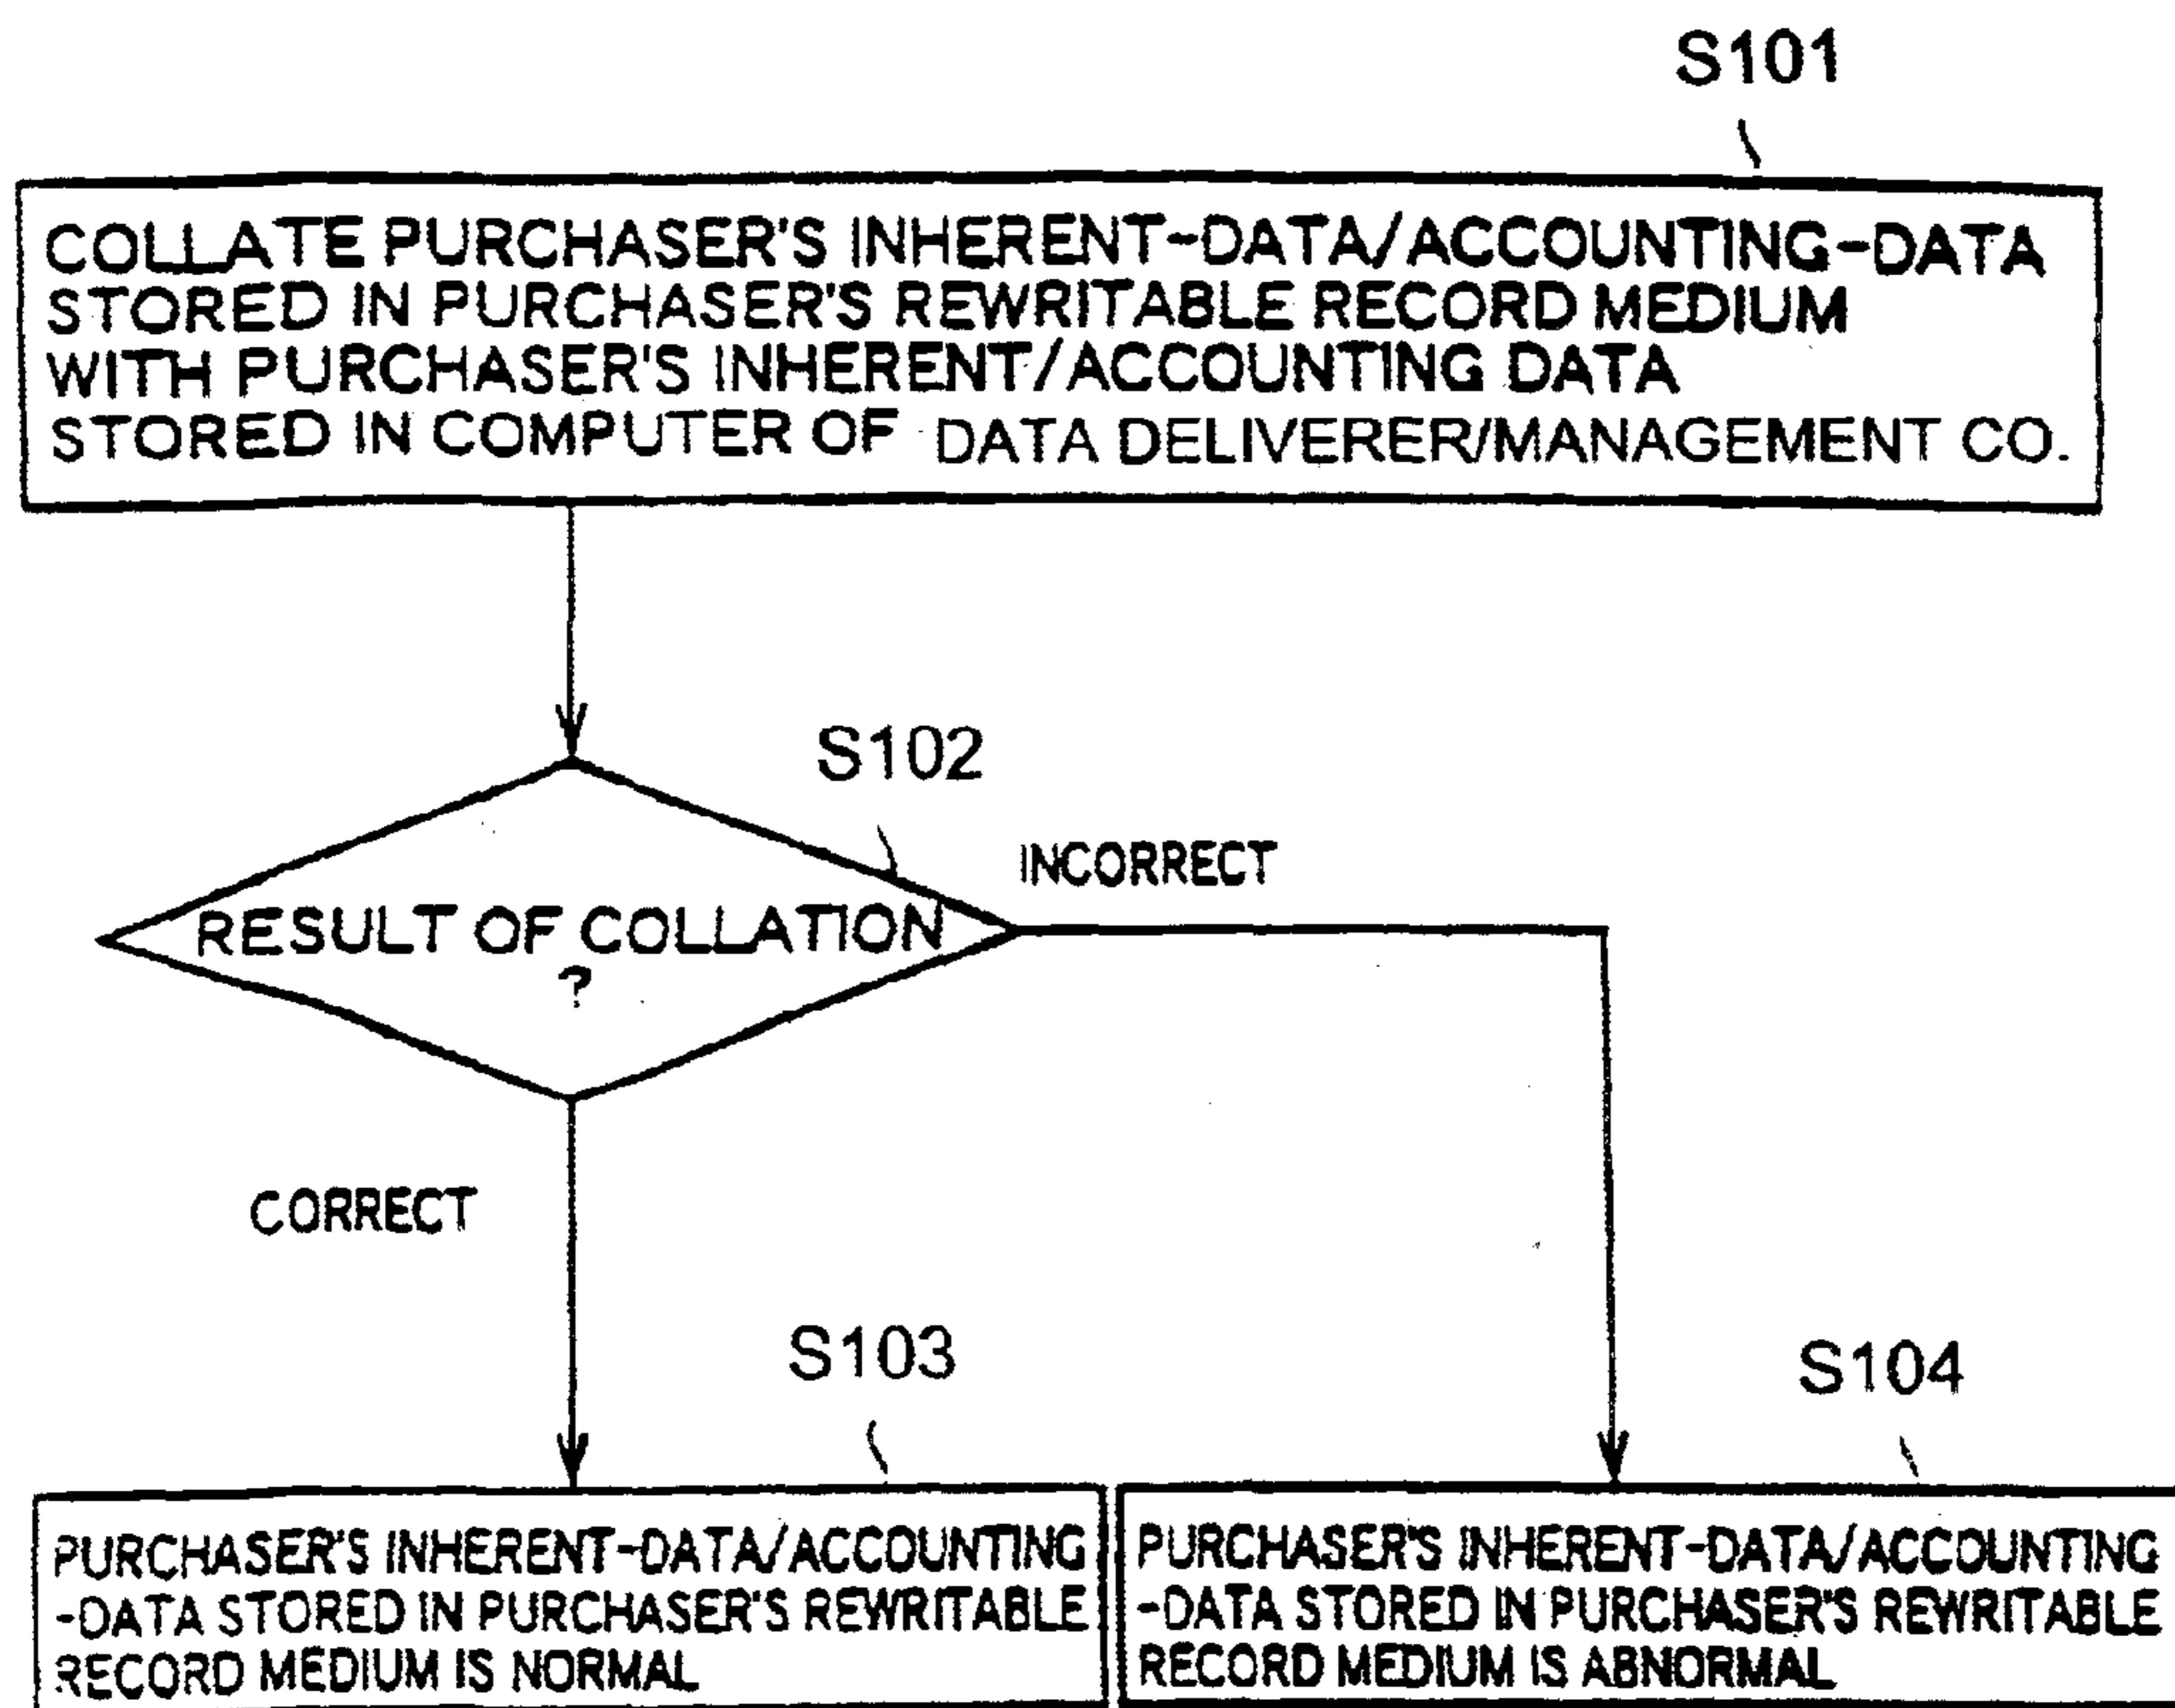 S101
COLLATE PURCHASER'S INHERENT-DATA/ACCOUNTING-DATA
STORED IN PURCHASER'S REWRITABLE RECORD MEDIUM
WITH PURCHASER'S INHERENT/ACCOUNTING DATA
STORED IN COMPUTER OF DATA DELIVERER/MANAGEMENT CO.
S102
INCORRECT
RESULT OF COLLATION
?
CORRECT
S103
S104
PURCHASER'S INHERENT-DATA/ACCOUNTING
-DATA STORED IN PURCHASER'S REWRITABLE
RECORD MEDIUM IS NORMAL
PURCHASER'S INHERENT-DATA/ACCOUNTING
-DATA STORED IN PURCHASER'S REWRITABLE
RECORD MEDIUM IS ABNORMAL